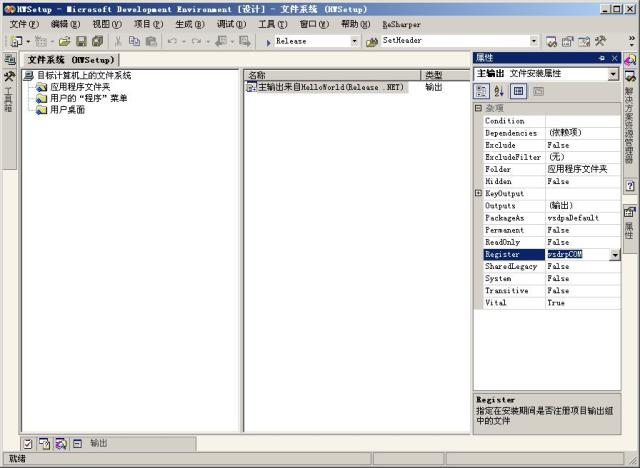 HWSetup - Microsoft Development Environment [设计] - 文件系统 (HWSetup)
文件(F) 编辑(E) 视图(V) 项目(P) 生成(B) 调试(D) 工具(T) 窗口(W) 帮助(H) ReSharper
Release SetHeader
文件系统 (HWSetup)
目标计算机上的文件系统
应用程序文件夹
用户的“程序”菜单
用户桌面
名称 类型
主输出来自HelloWorld(Release .NET) 输出
工具箱
属性
主输出 文件安装属性
杂项
Condition
Dependencies (依赖项)
Exclude False
ExcludeFilter (无)
Folder 应用程序文件夹
Hidden False
KeyOutput
Outputs (输出)
PackageAs vsdpaDefault
Permanent False
ReadOnly False
Register vsdrpCOM
SharedLegacy False
System False
Transitive False
Vital True
Register
指定在安装期间是否注册项目输出组
中的文件
解决方案资源管理器
属性
输出
就绪